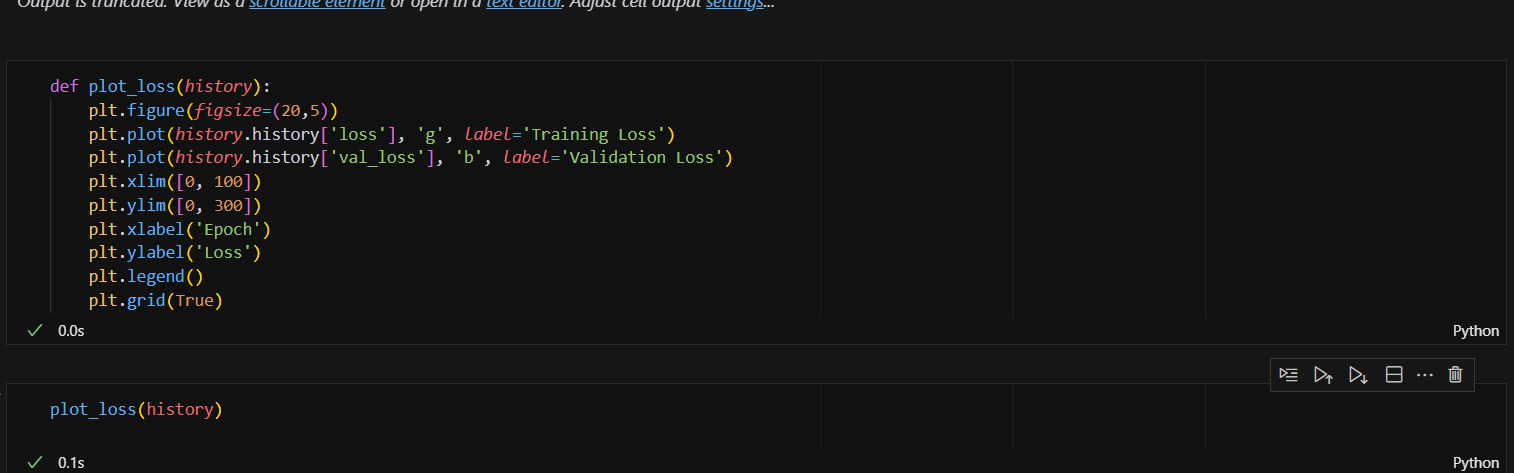 Output is truncated. View as a scrollable element or open in a text editor. Adjust cell output settings...
def plot_loss(history):
    plt.figure(figsize=(20,5))
    plt.plot(history.history['loss'], 'g', label='Training Loss')
    plt.plot(history.history['val_loss'], 'b', label='Validation Loss')
    plt.xlim([0, 100])
    plt.ylim([0, 300])
    plt.xlabel('Epoch')
    plt.ylabel('Loss')
    plt.legend()
    plt.grid(True)
0.0s Python
plot_loss(history)
0.1s Python